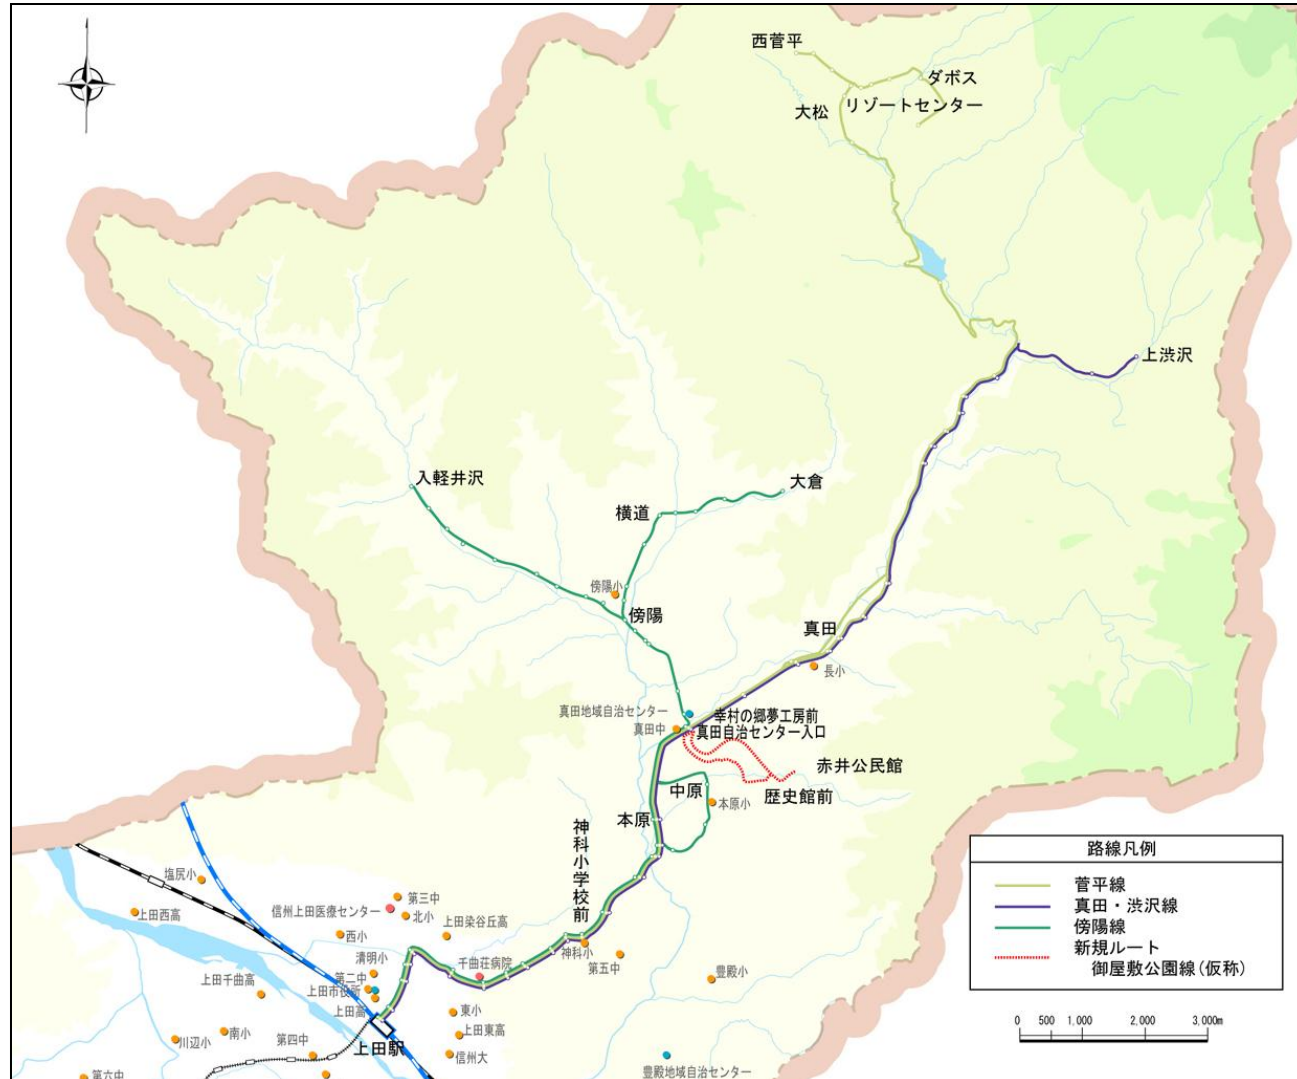 西菅平
ダボス
リゾートセンター
大松
上渋沢
入軽井沢
大倉
横道
傍陽小
傍陽
真田
長小
真田地域自治センター
幸村の郷夢工房前
真田中
真田自治センター入口
赤井公民館
歴史館前
中原
本原小
本原
神科小学校前
路線凡例
菅平線
真田・渋沢線
傍陽線
新規ルート
御屋敷公園線(仮称)
塩尻小
第三中
信州上田医療センター
北小
上田西高
上田染谷丘高
西小
清明小
千曲荘病院
神科小
第五中
第二中
上田市役所
上田千曲高
上田高
豊殿小
東小
上田東高
川辺小
南小
第四中
上田駅
信州大
第六中
豊殿地域自治センター
0 500 1,000 2,000 3,000m